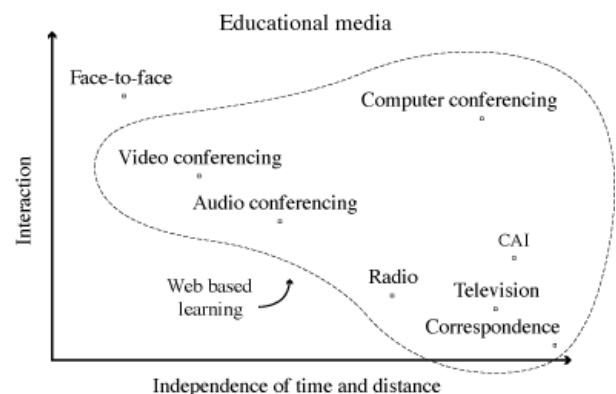 Educational media
Face-to-face
Computer conferencing
Video conferencing
Audio conferencing
Interaction
CAI
Radio
Web based
learning
Television
Correspondence
Independence of time and distance